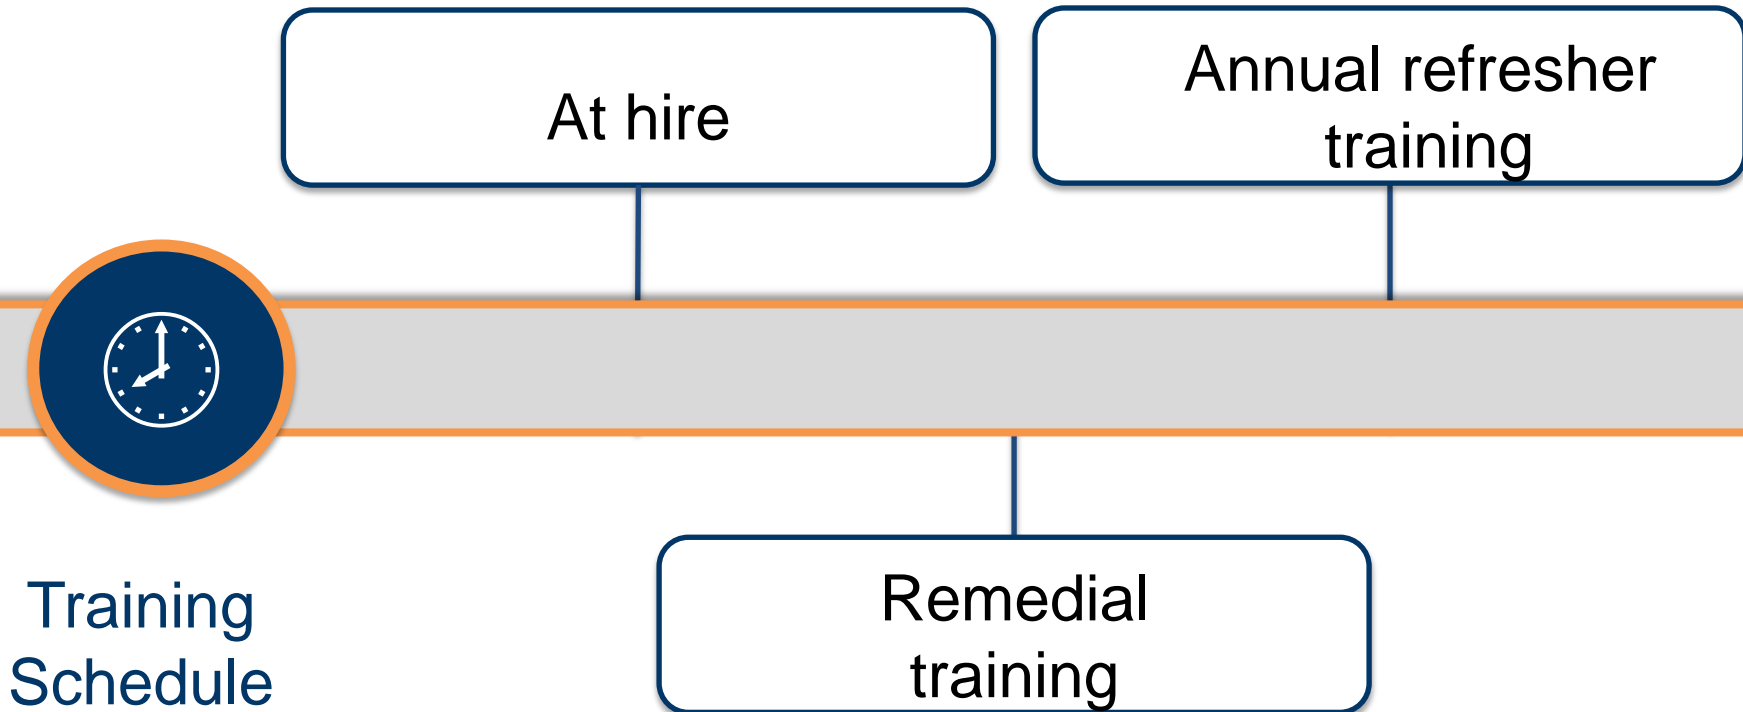 At hire
Annual refresher
training
Training
Schedule
Remedial
training